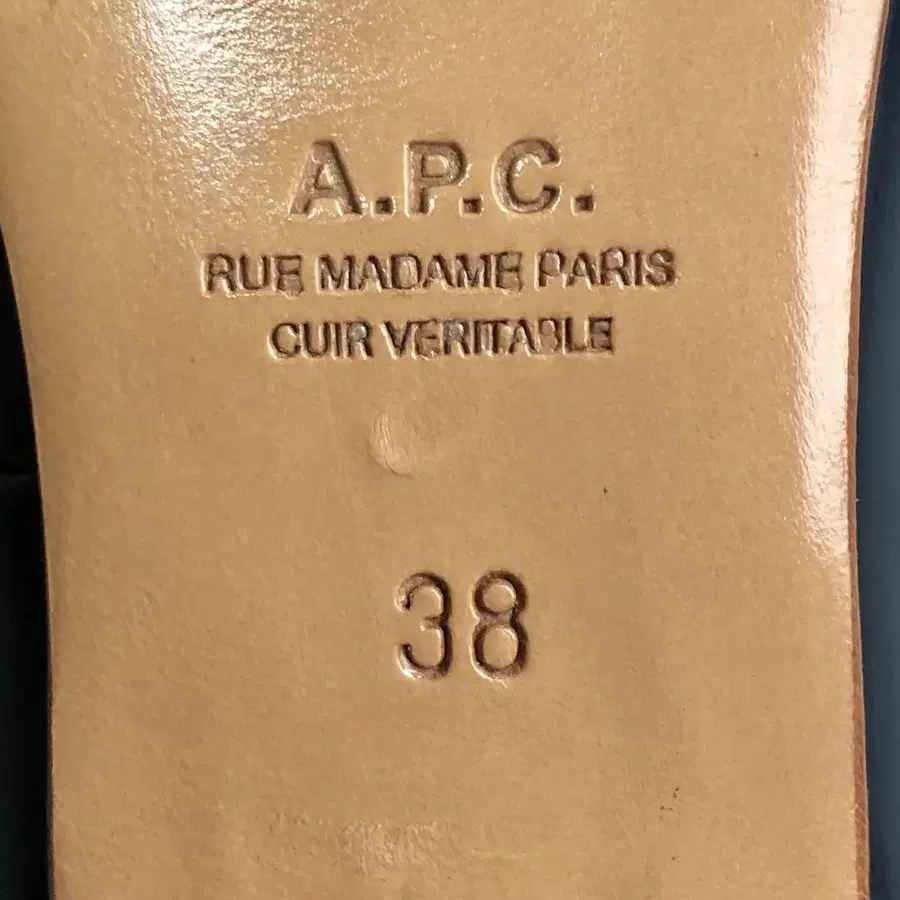 A.P.C.
RUE MADAME PARIS
CUIR VERITABLE
38